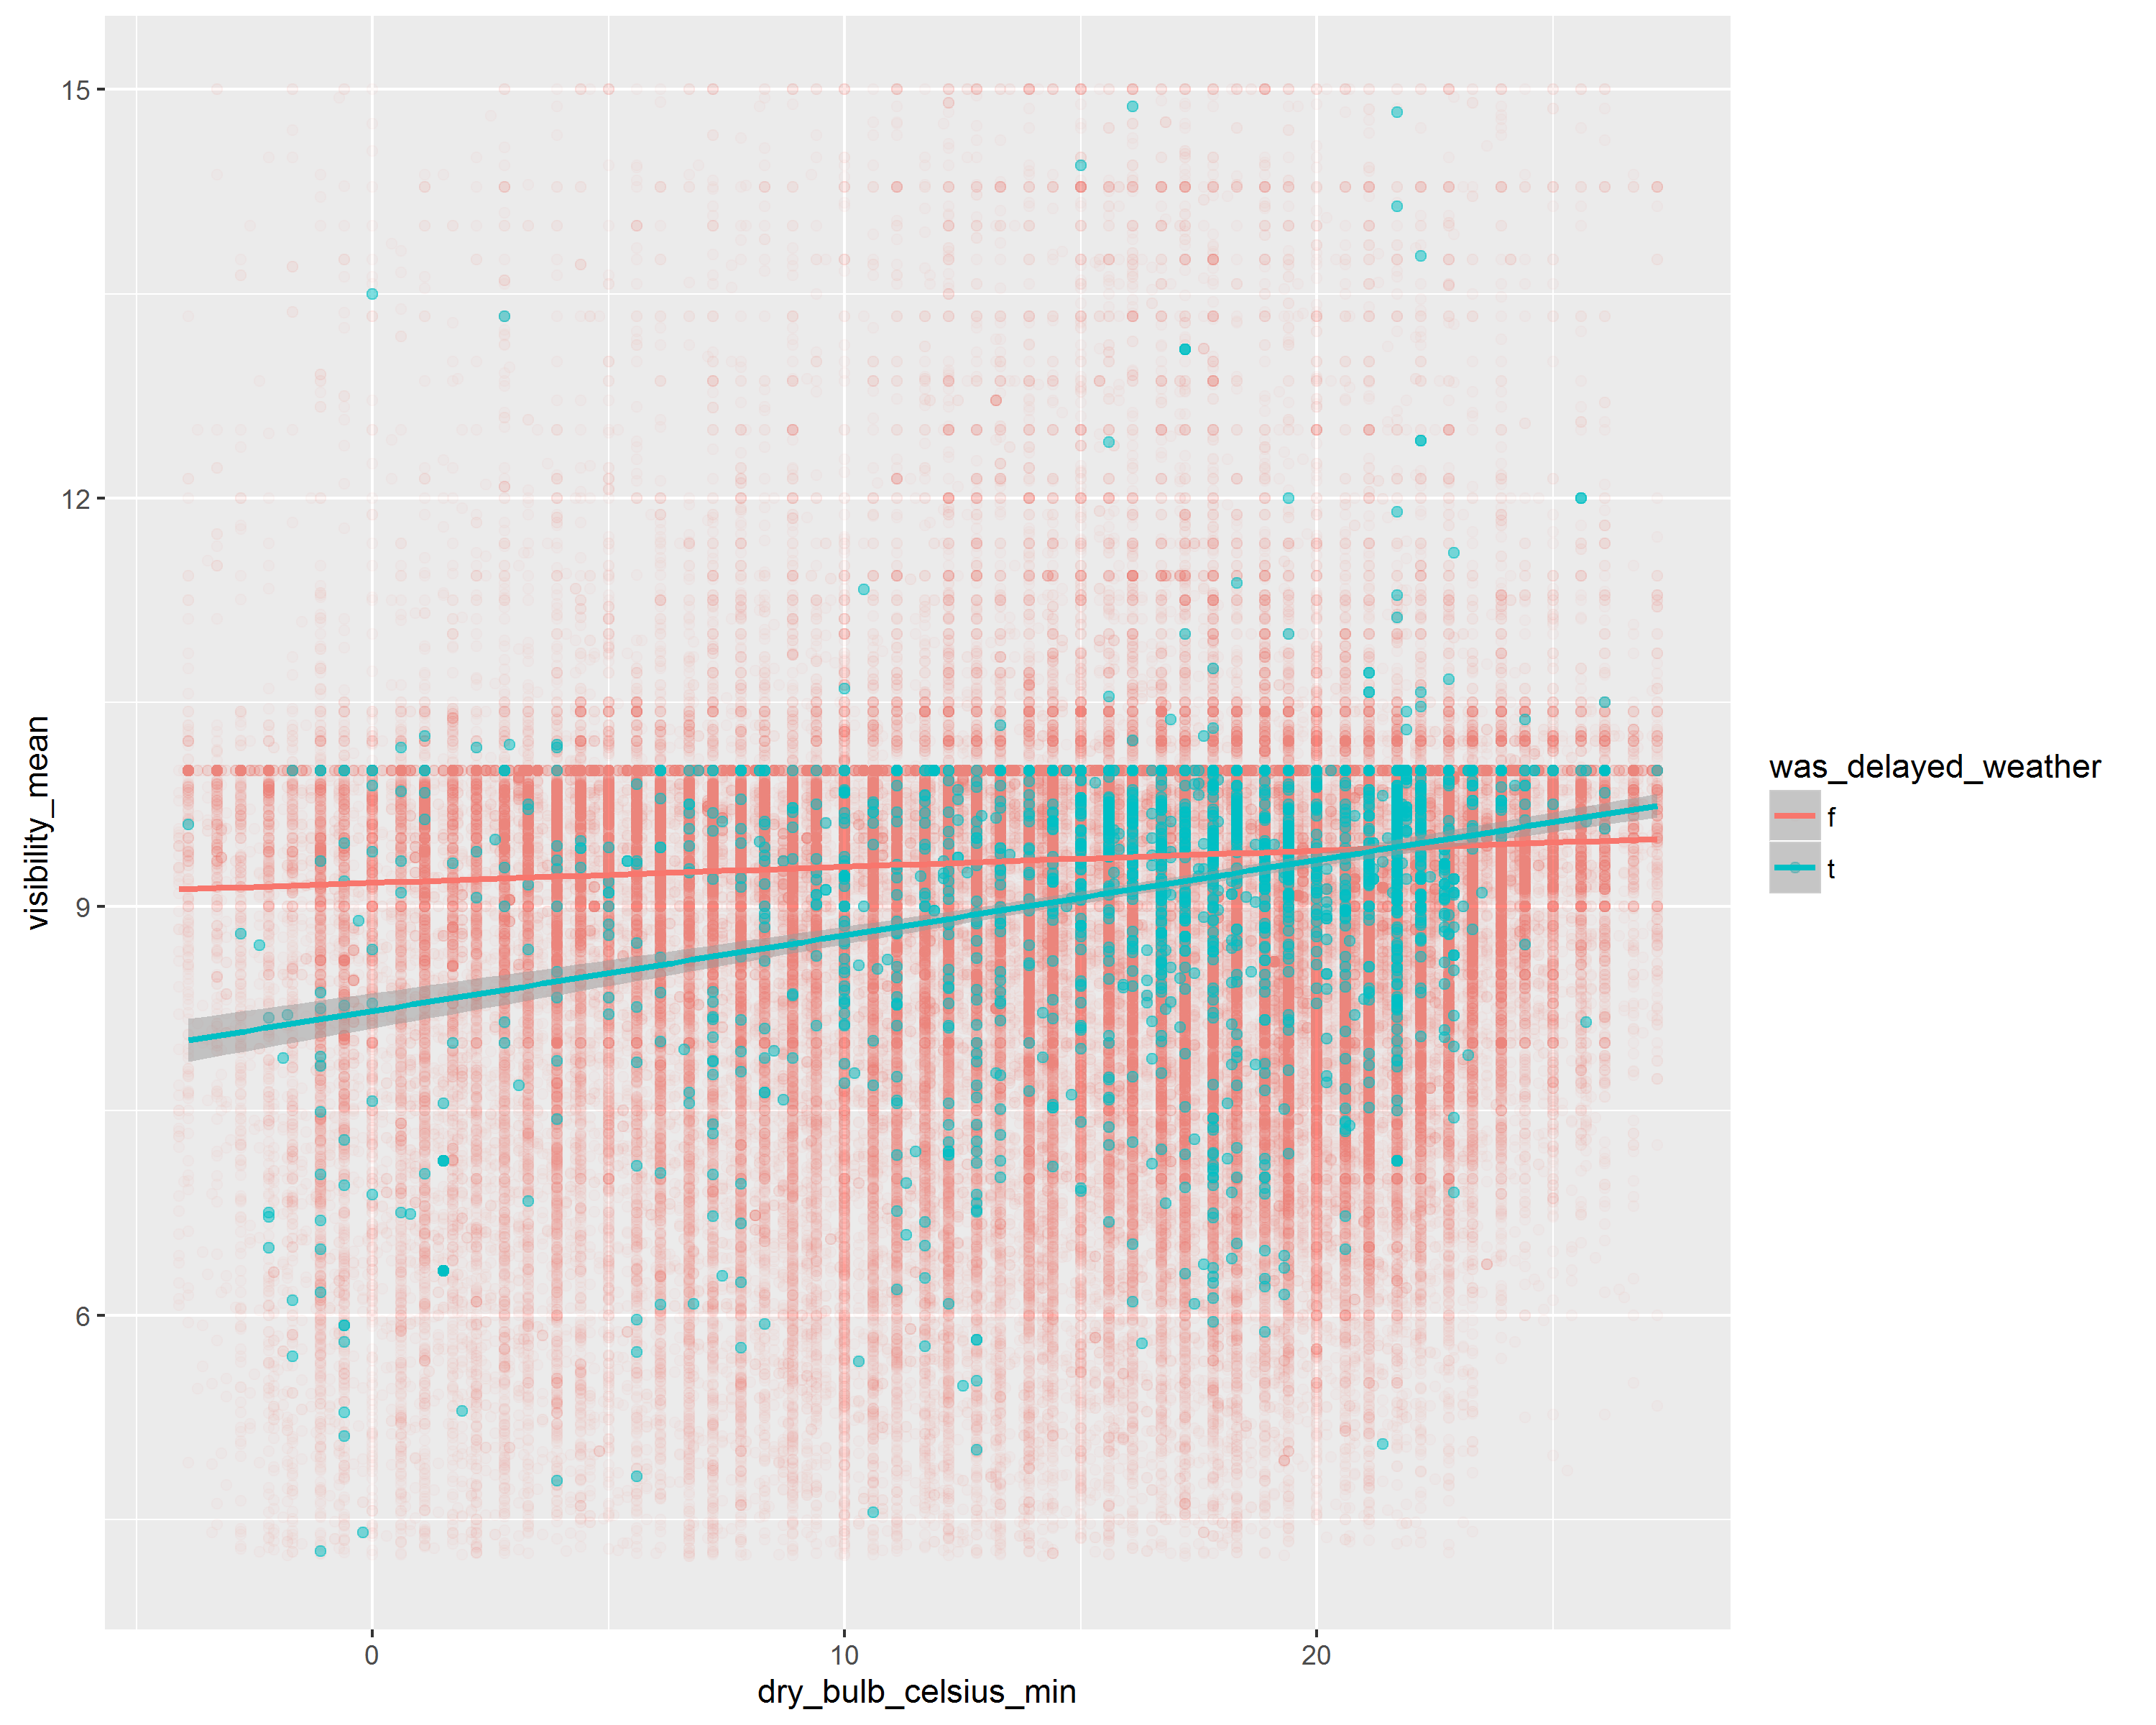 15
12
9
6
visibility_mean
0 10 20
dry_bulb_celsius_min
was_delayed_weather
f
t